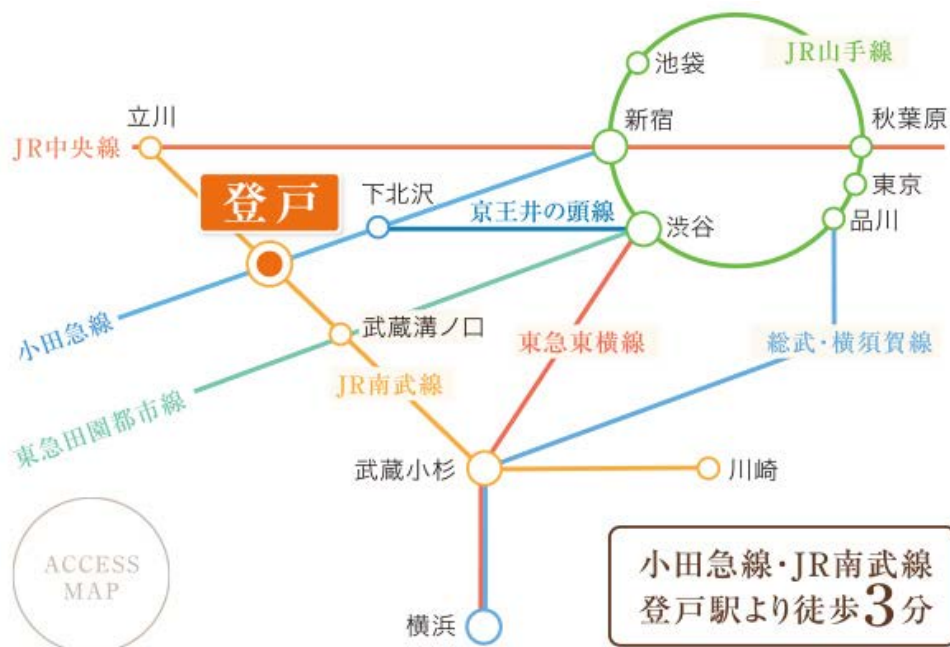 JR山手線
池袋
立川
新宿
秋葉原
JR中央線
登戸
下北沢
京王井の頭線
東京
渋谷
品川
小田急線
武蔵溝ノ口
東急東横線
総武・横須賀線
JR南武線
東急田園都市線
武蔵小杉
川崎
ACCESS
MAP
小田急線・JR南武線
登戸駅より徒歩3分
横浜